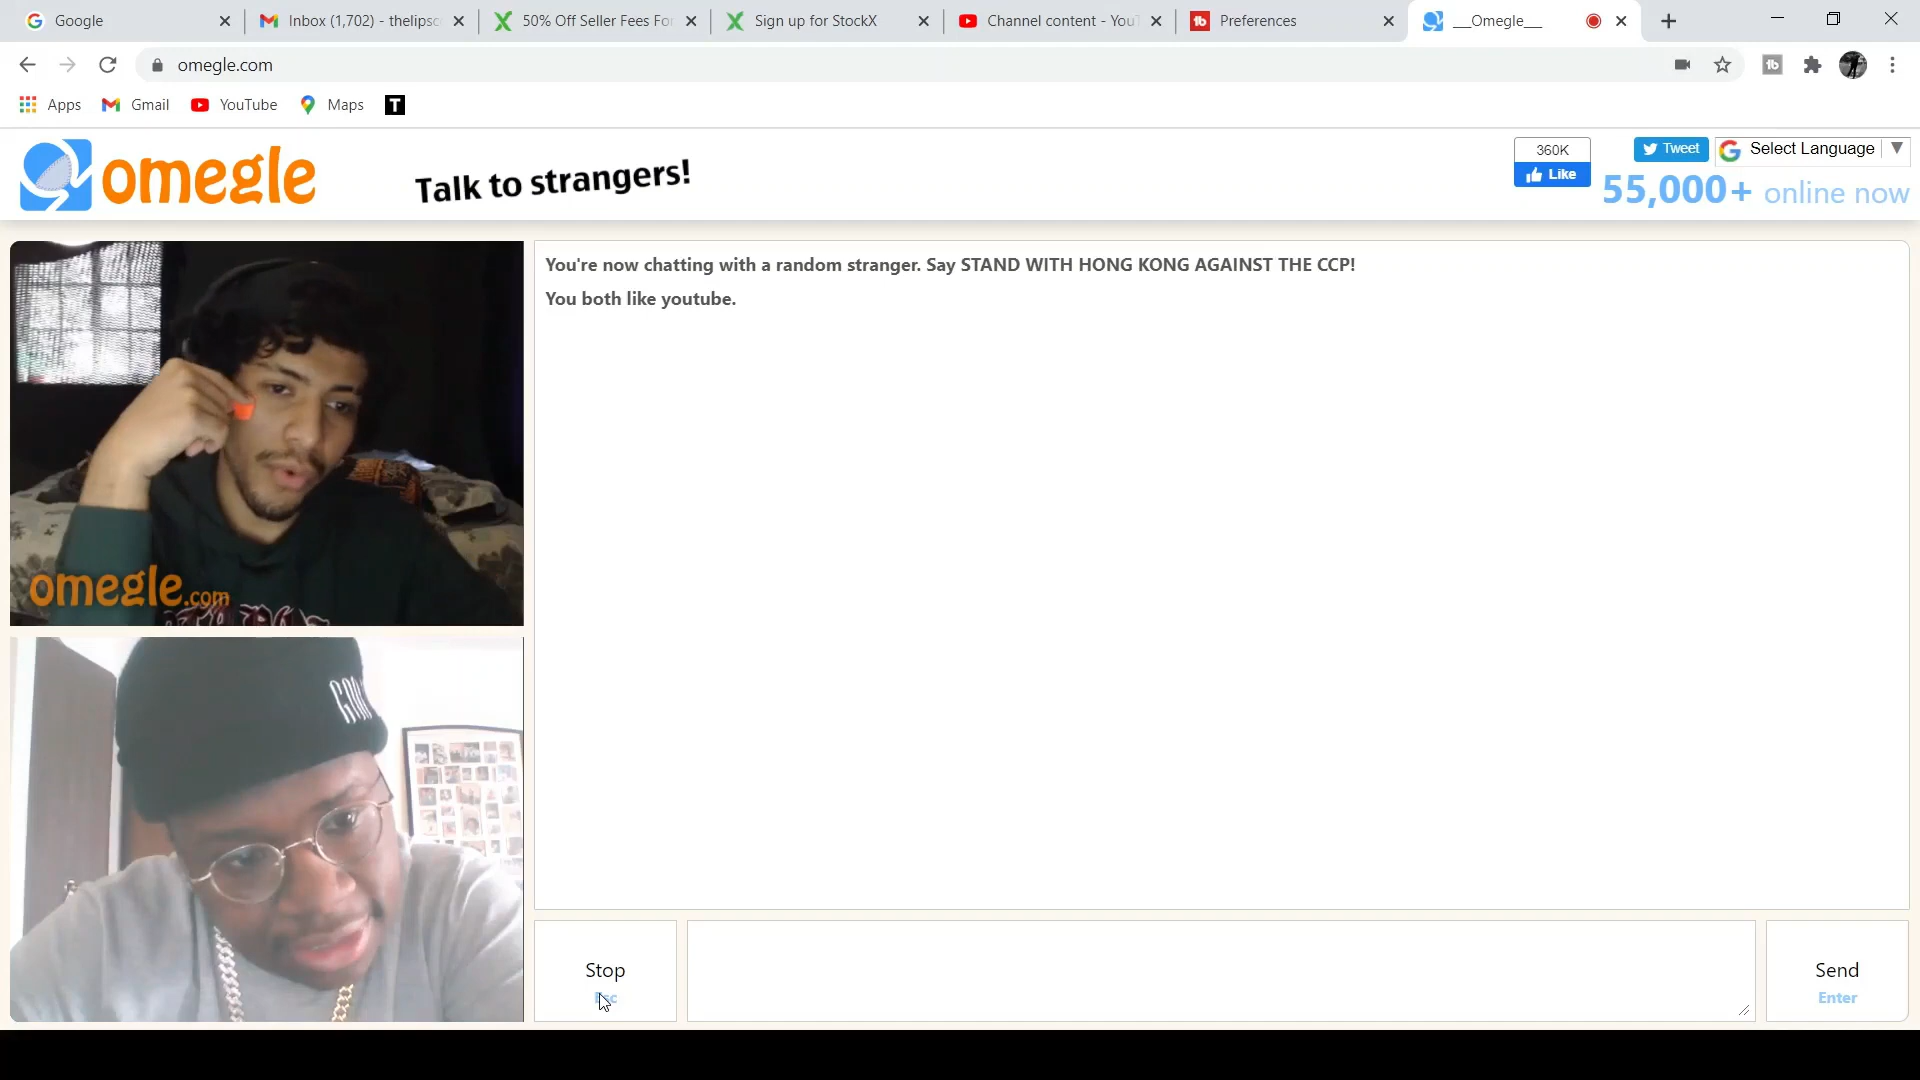 Google
Inbox (1,702) - thelipsc
50% Off Seller Fees For
Sign up for StockX
Channel content - YouT
Preferences
___Omegle___
omegle.com
Apps
Gmail
YouTube
Maps
T
omegle
Talk to strangers!
360K
Like
Tweet
Select Language
55,000+ online now
You're now chatting with a random stranger. Say STAND WITH HONG KONG AGAINST THE CCP!
You both like youtube.
omegle.com
Stop
Esc
Send
Enter